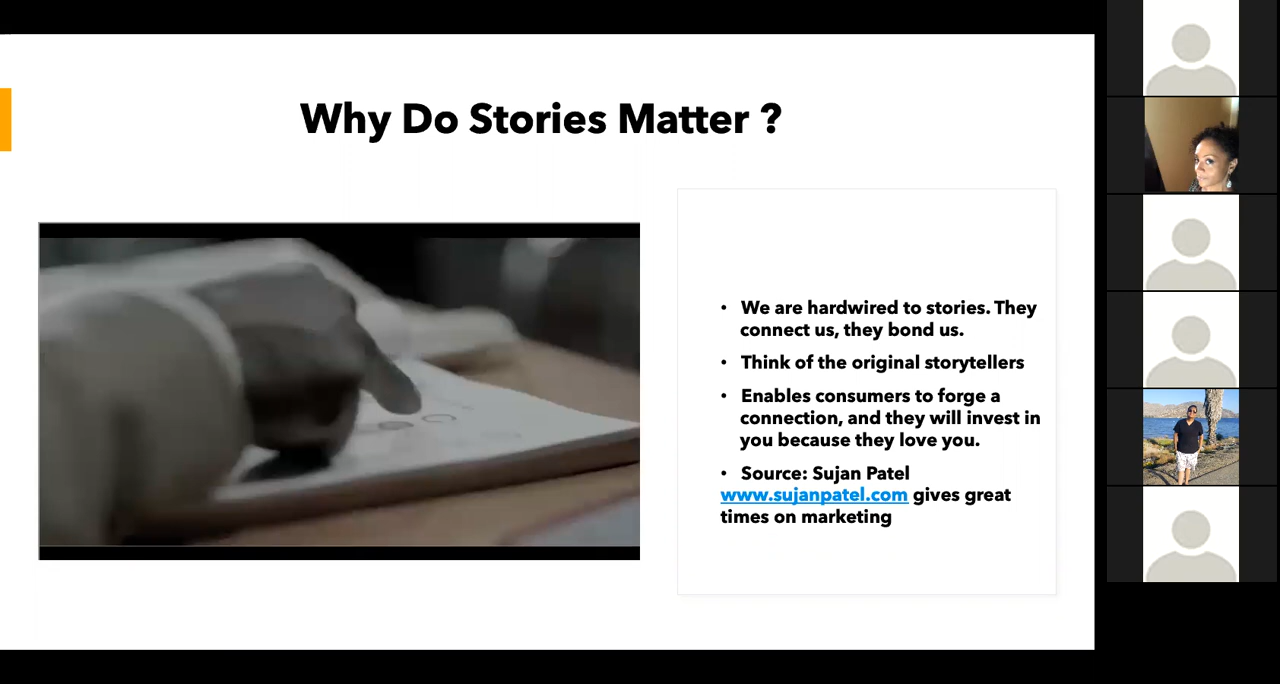 Why Do Stories Matter ?
• We are hardwired to stories. They
connect us, they bond us.
• Think of the original storytellers
• Enables consumers to forge a
connection, and they will invest in
you because they love you.
• Source: Sujan Patel
www.sujanpatel.com gives great
times on marketing